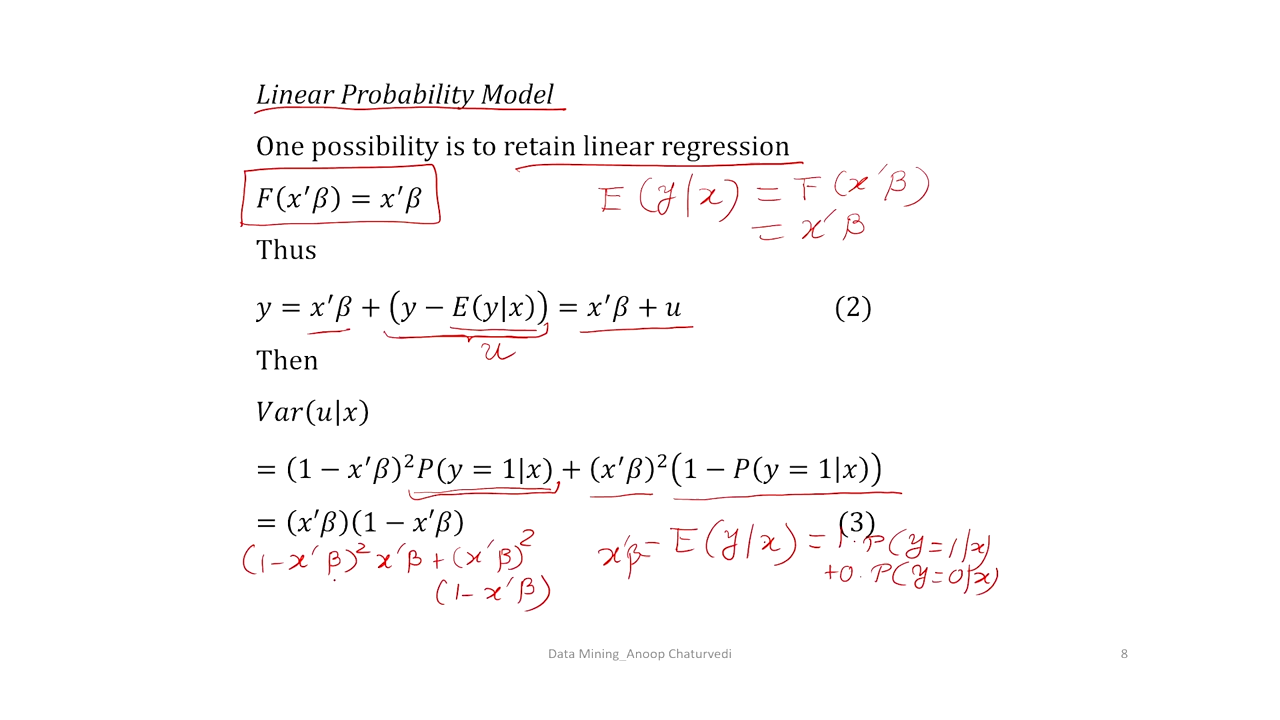 Linear Probability Model
One possibility is to retain linear regression
F(x′β) = x′β
E(y|x) = F(x′β)
= x′β
Thus
y = x′β + (y − E(y|x)) = x′β + u (2)
u
Then
Var(u|x)
= (1 − x′β)²P(y = 1|x) + (x′β)²(1 − P(y = 1|x))
= (x′β)(1 − x′β) (3)
(1-x′β)² x′β + (x′β)²
(1-x′β)
x′β = E(y|x) = 1. P(y=1|x)
+0. P(y=0|x)
Data Mining_Anoop Chaturvedi 8